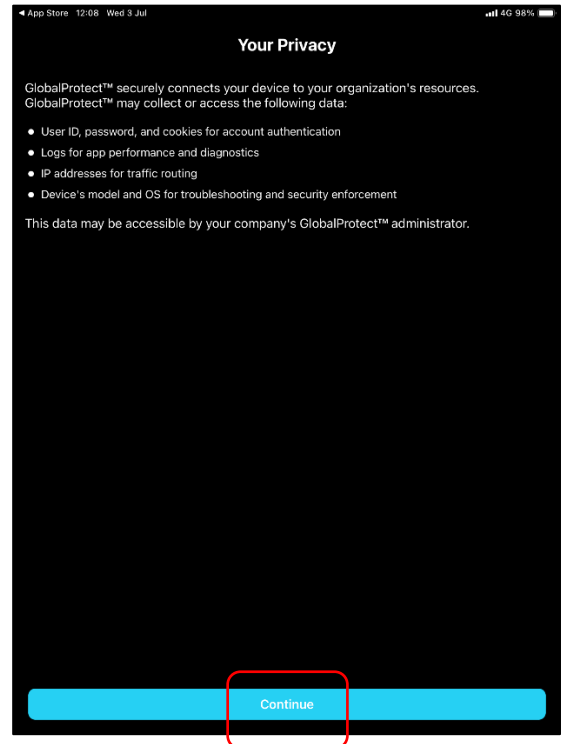 ◀ App Store 12:08 Wed 3 Jul 4G 98%
Your Privacy
GlobalProtect™ securely connects your device to your organization's resources.
GlobalProtect™ may collect or access the following data:
• User ID, password, and cookies for account authentication
• Logs for app performance and diagnostics
• IP addresses for traffic routing
• Device's model and OS for troubleshooting and security enforcement
This data may be accessible by your company's GlobalProtect™ administrator.
Continue